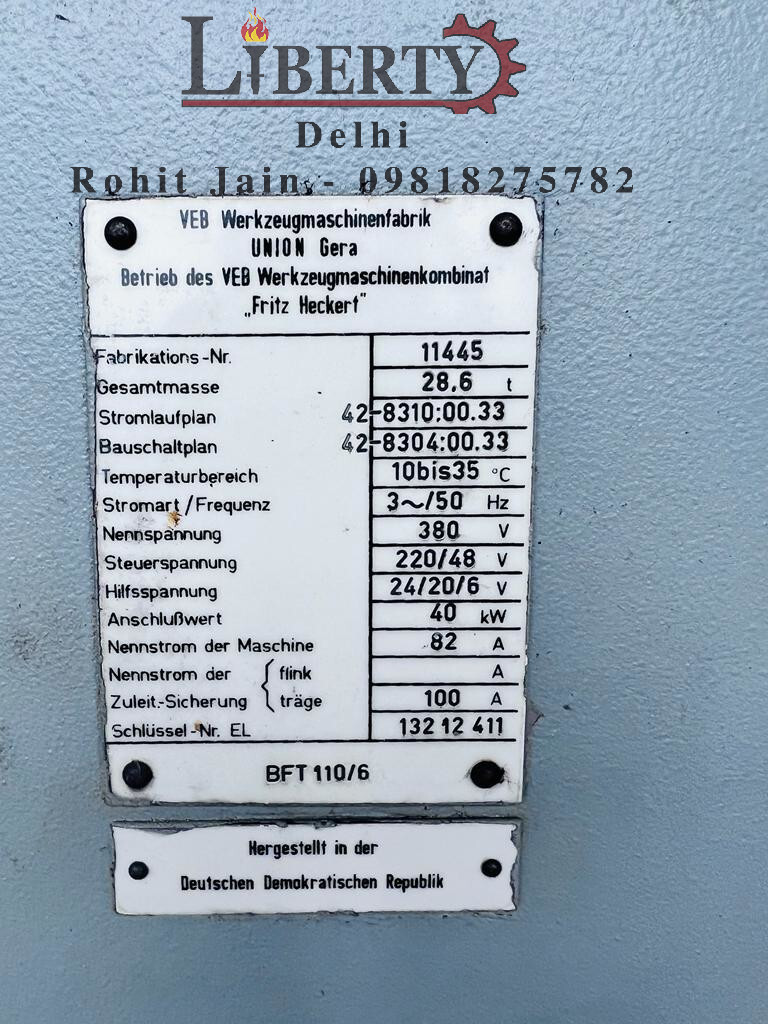 LIBERTY
Delhi
Rohit Jain - 09818275782
VEB Werkzeugmaschinenfabrik
UNION Gera
Betrieb des VEB Werkzeugmaschinenkombinat
„Fritz Heckert"
Fabrikations-Nr. 11445
Gesamtmasse 28.6 t
Stromlaufplan 42-8310:00.33
Bauschaltplan 42-8304:00.33
Temperaturbereich 10bis35 °C
Stromart/Frequenz 3~/50 Hz
Nennspannung 380 V
Steuerspannung 220/48 V
Hilfsspannung 24/20/6 V
Anschlußwert 40 kW
Nennstrom der Maschine 82 A
Nennstrom der flink A
Zuleit.-Sicherung träge 100 A
Schlüssel-Nr. EL 132 12 411
BFT 110/6
Hergestellt in der
Deutschen Demokratischen Republik